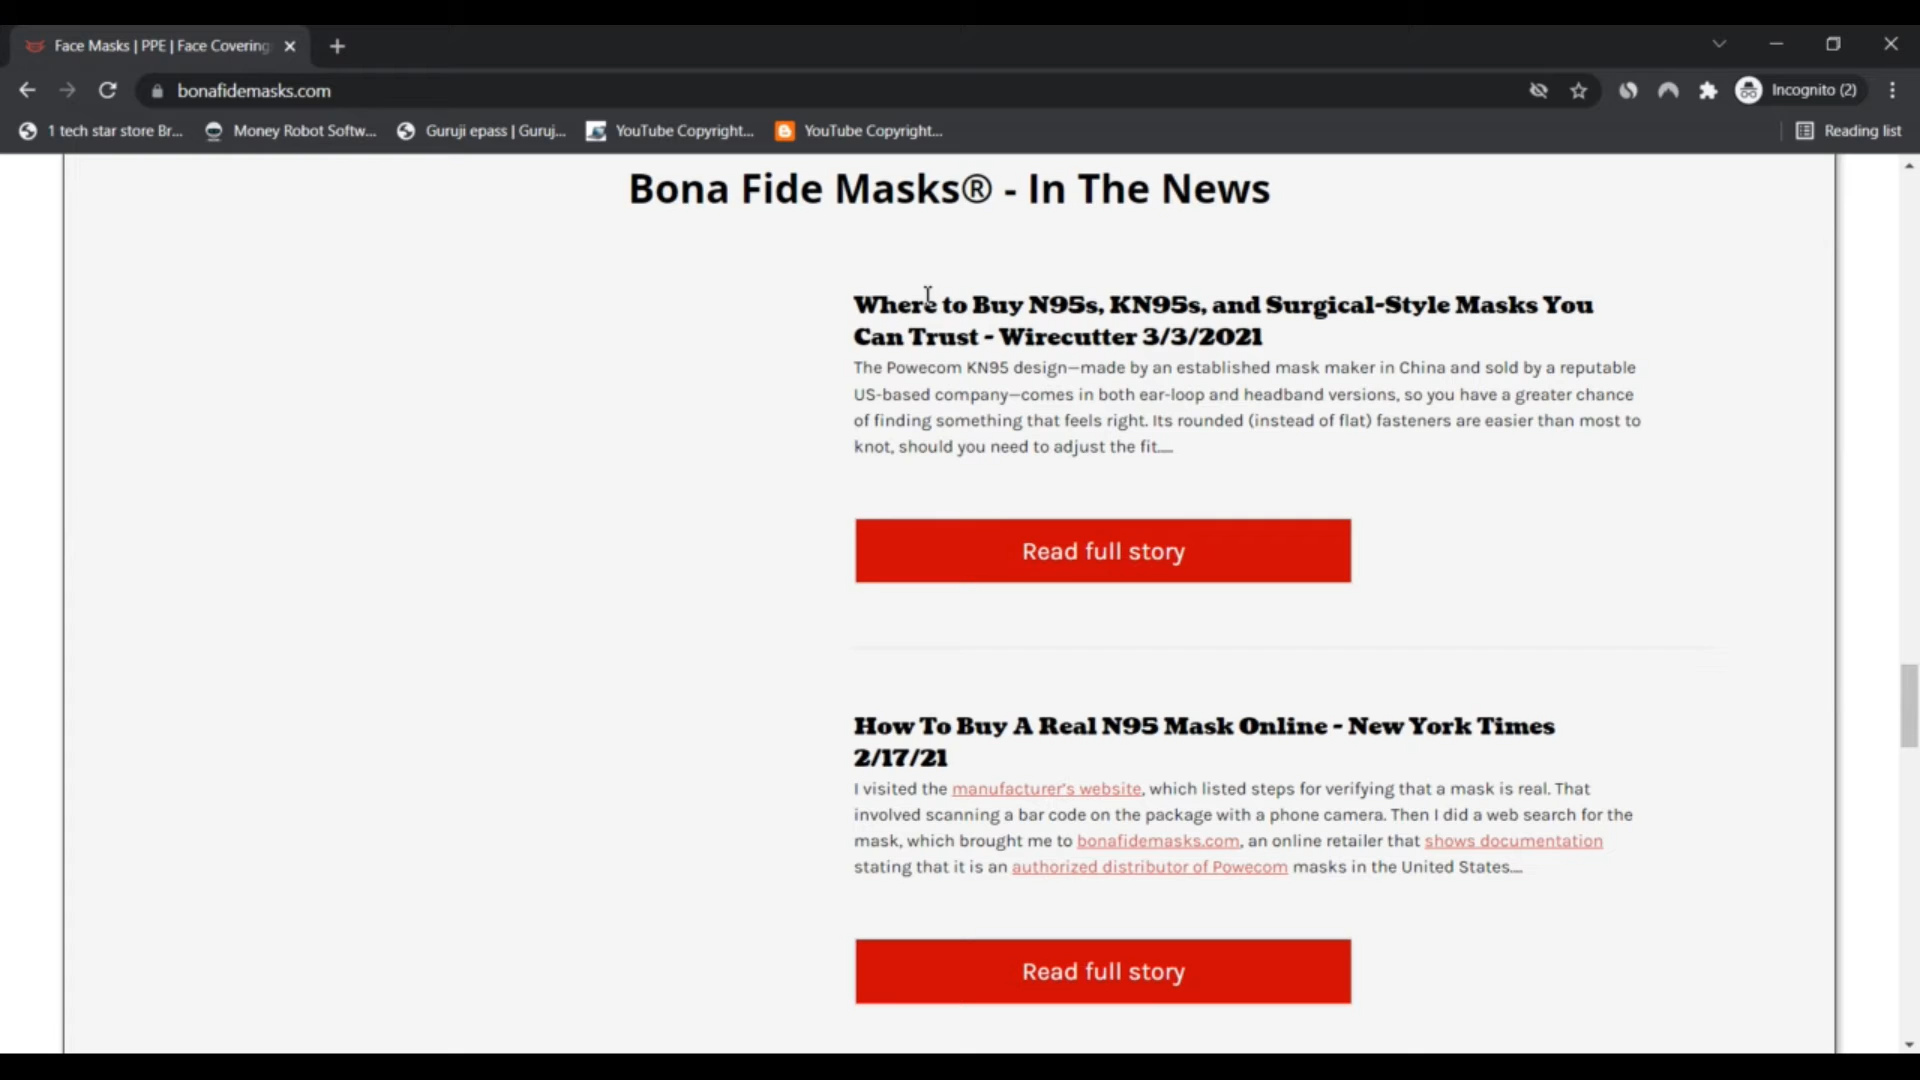 Face Masks | PPE | Face Covering
bonafidemasks.com
Incognito (2)
1 tech star store Br...
Money Robot Softw...
Guruji epass | Guruj...
YouTube Copyright...
YouTube Copyright...
Reading list
Bona Fide Masks® - In The News
Where to Buy N95s, KN95s, and Surgical-Style Masks You
Can Trust - Wirecutter 3/3/2021
The Powecom KN95 design—made by an established mask maker in China and sold by a reputable
US-based company—comes in both ear-loop and headband versions, so you have a greater chance
of finding something that feels right. Its rounded (instead of flat) fasteners are easier than most to
knot, should you need to adjust the fit....
Read full story
How To Buy A Real N95 Mask Online - New York Times
2/17/21
I visited the manufacturer's website, which listed steps for verifying that a mask is real. That
involved scanning a bar code on the package with a phone camera. Then I did a web search for the
mask, which brought me to bonafidemasks.com, an online retailer that shows documentation
stating that it is an authorized distributor of Powecom masks in the United States....
Read full story